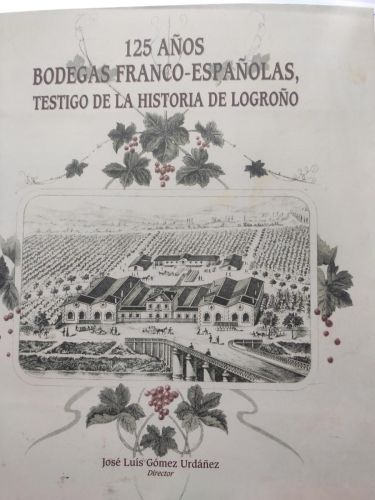 125 AÑOS
BODEGAS FRANCO-ESPAÑOLAS,
TESTIGO DE LA HISTORIA DE LOGROÑO
José Luis Gómez Urdáñez
Director